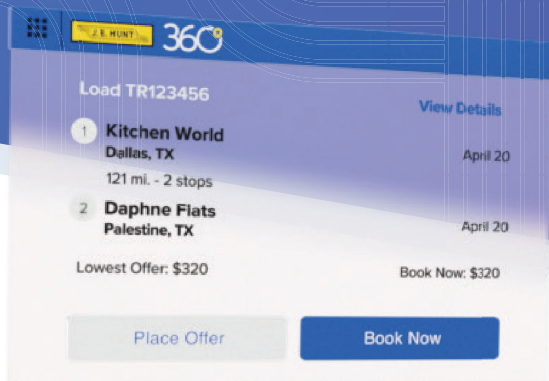 J.B. HUNT 360°
Load TR123456
View Details
1 Kitchen World
Dallas, TX
April 20
121 mi. - 2 stops
2 Daphne Flats
Palestine, TX
April 20
Lowest Offer: $320
Book Now: $320
Place Offer
Book Now